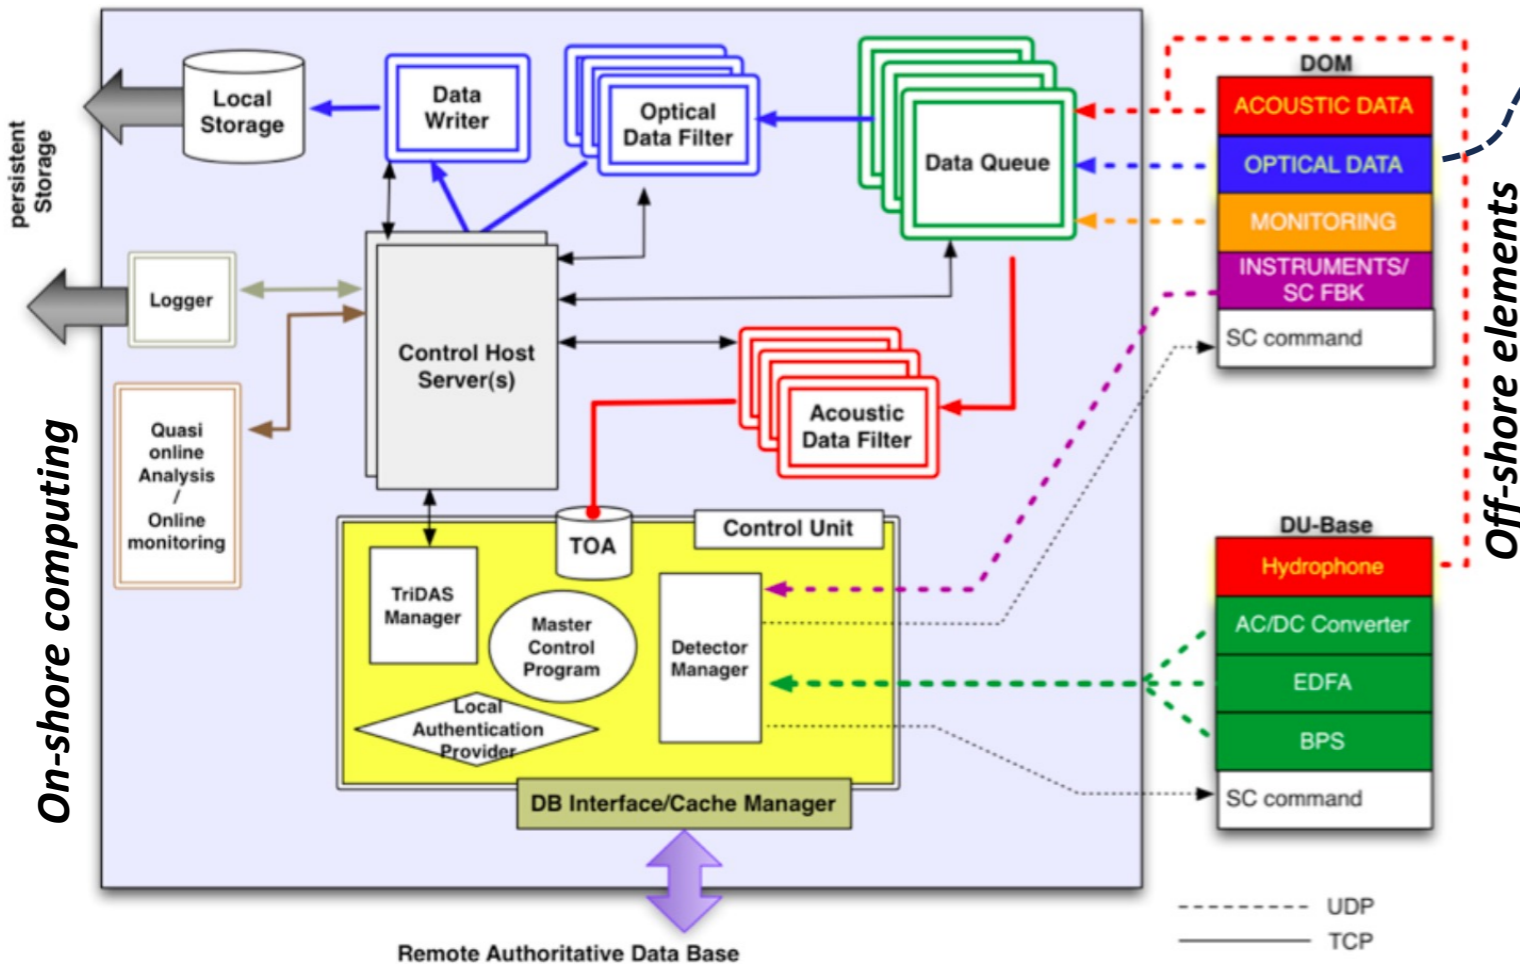 persistent
Storage
On-shore computing
Local
Storage
Data
Writer
Optical
Data Filter
Data Queue
Logger
Quasi
online
Analysis
/
Online
monitoring
Control Host
Server(s)
Acoustic
Data Filter
TOA
Control Unit
TriDAS
Manager
Master
Control
Program
Detector
Manager
Local
Authentication
Provider
DB Interface/Cache Manager
Remote Authoritative Data Base
DOM
ACOUSTIC DATA
OPTICAL DATA
MONITORING
INSTRUMENTS/
SC FBK
SC command
DU-Base
Hydrophone
AC/DC Converter
EDFA
BPS
SC command
Off-shore elements
UDP
TCP